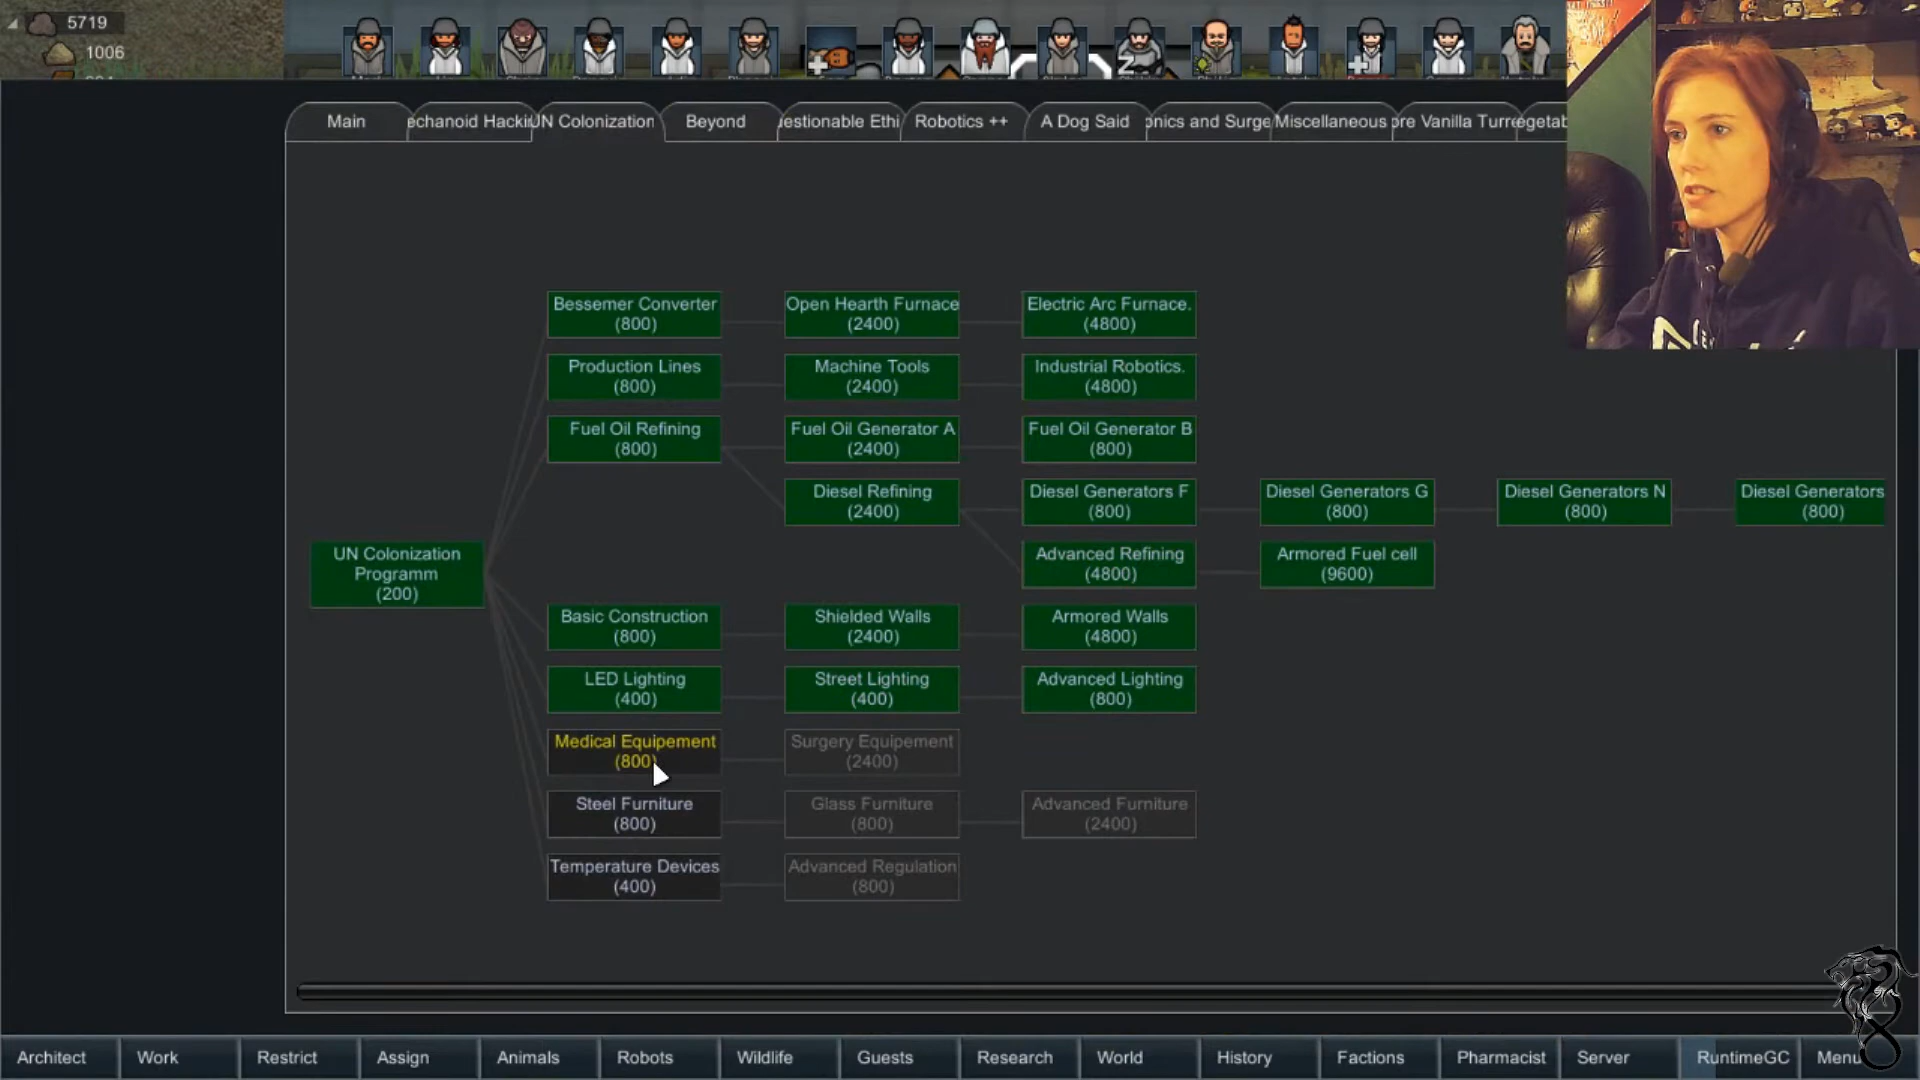 5719
1006
Main
echanoid Hacki
UN Colonization
Beyond
estionable Ethi
Robotics ++
A Dog Said
onics and Surge
Miscellaneous
ore Vanilla Turre
egetab
Bessemer Converter
(800)
Open Hearth Furnace
(2400)
Electric Arc Furnace.
(4800)
Production Lines
(800)
Machine Tools
(2400)
Industrial Robotics.
(4800)
Fuel Oil Refining
(800)
Fuel Oil Generator A
(2400)
Fuel Oil Generator B
(800)
Diesel Refining
(2400)
Diesel Generators F
(800)
Diesel Generators G
(800)
Diesel Generators N
(800)
Diesel Generators
(800)
UN Colonization
Programm
(200)
Advanced Refining
(4800)
Armored Fuel cell
(9600)
Basic Construction
(800)
Shielded Walls
(2400)
Armored Walls
(4800)
LED Lighting
(400)
Street Lighting
(400)
Advanced Lighting
(800)
Medical Equipement
(800)
Surgery Equipement
(2400)
Steel Furniture
(800)
Glass Furniture
(800)
Advanced Furniture
(2400)
Temperature Devices
(400)
Advanced Regulation
(800)
Architect
Work
Restrict
Assign
Animals
Robots
Wildlife
Guests
Research
World
History
Factions
Pharmacist
Server
RuntimeGC
Menu